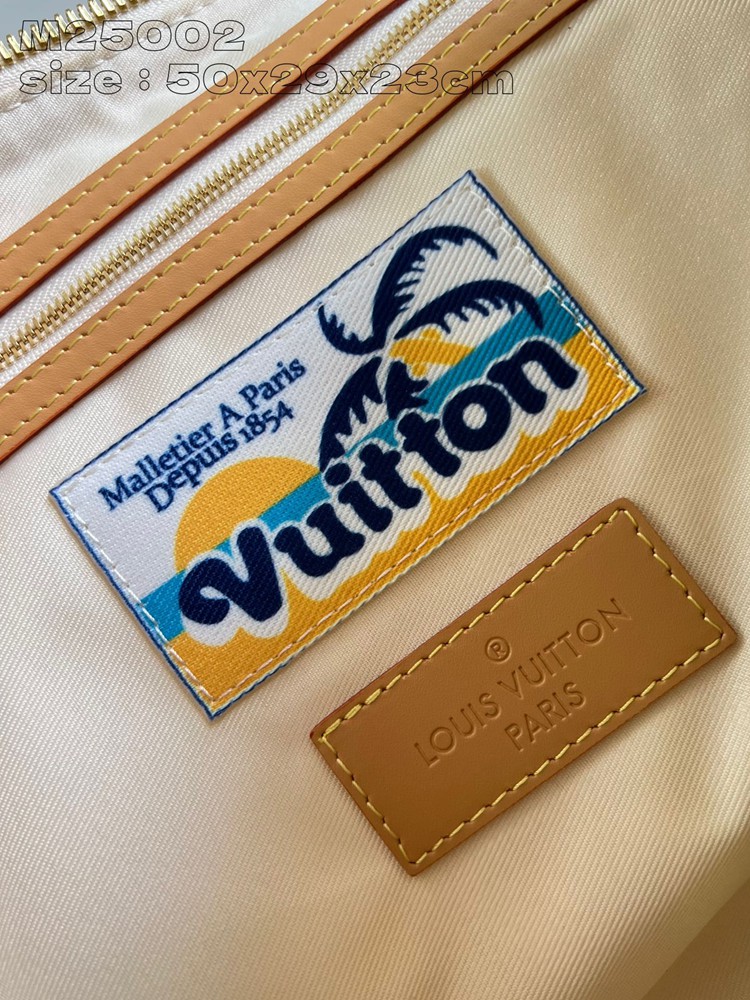 M25002
size : 50x29x23cm
Malletier A Paris
Depuis 1854
Vuitton
®
LOUIS VUITTON
PARIS